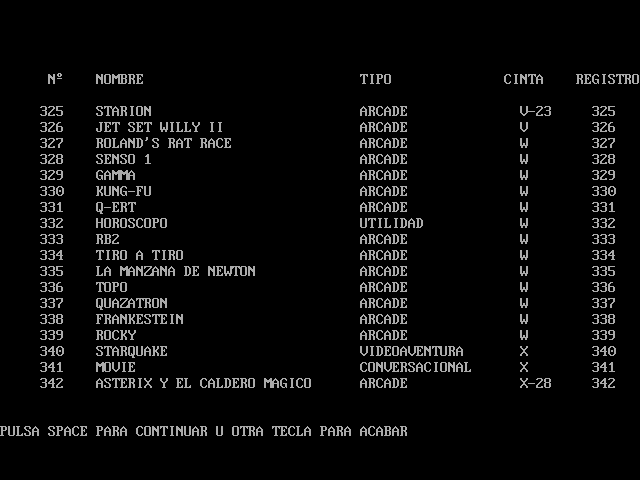 Nº NOMBRE TIPO CINTA REGISTRO
325 STARION ARCADE V-23 325
326 JET SET WILLY II ARCADE V 326
327 ROLAND'S RAT RACE ARCADE W 327
328 SENSO 1 ARCADE W 328
329 GAMMA ARCADE W 329
330 KUNG-FU ARCADE W 330
331 Q-ERT ARCADE W 331
332 HOROSCOPO UTILIDAD W 332
333 RB2 ARCADE W 333
334 TIRO A TIRO ARCADE W 334
335 LA MANZANA DE NEWTON ARCADE W 335
336 TOPO ARCADE W 336
337 QUAZATRON ARCADE W 337
338 FRANKESTEIN ARCADE W 338
339 ROCKY ARCADE W 339
340 STARQUAKE VIDEOAVENTURA X 340
341 MOVIE CONVERSACIONAL X 341
342 ASTERIX Y EL CALDERO MAGICO ARCADE X-28 342
PULSA SPACE PARA CONTINUAR U OTRA TECLA PARA ACABAR